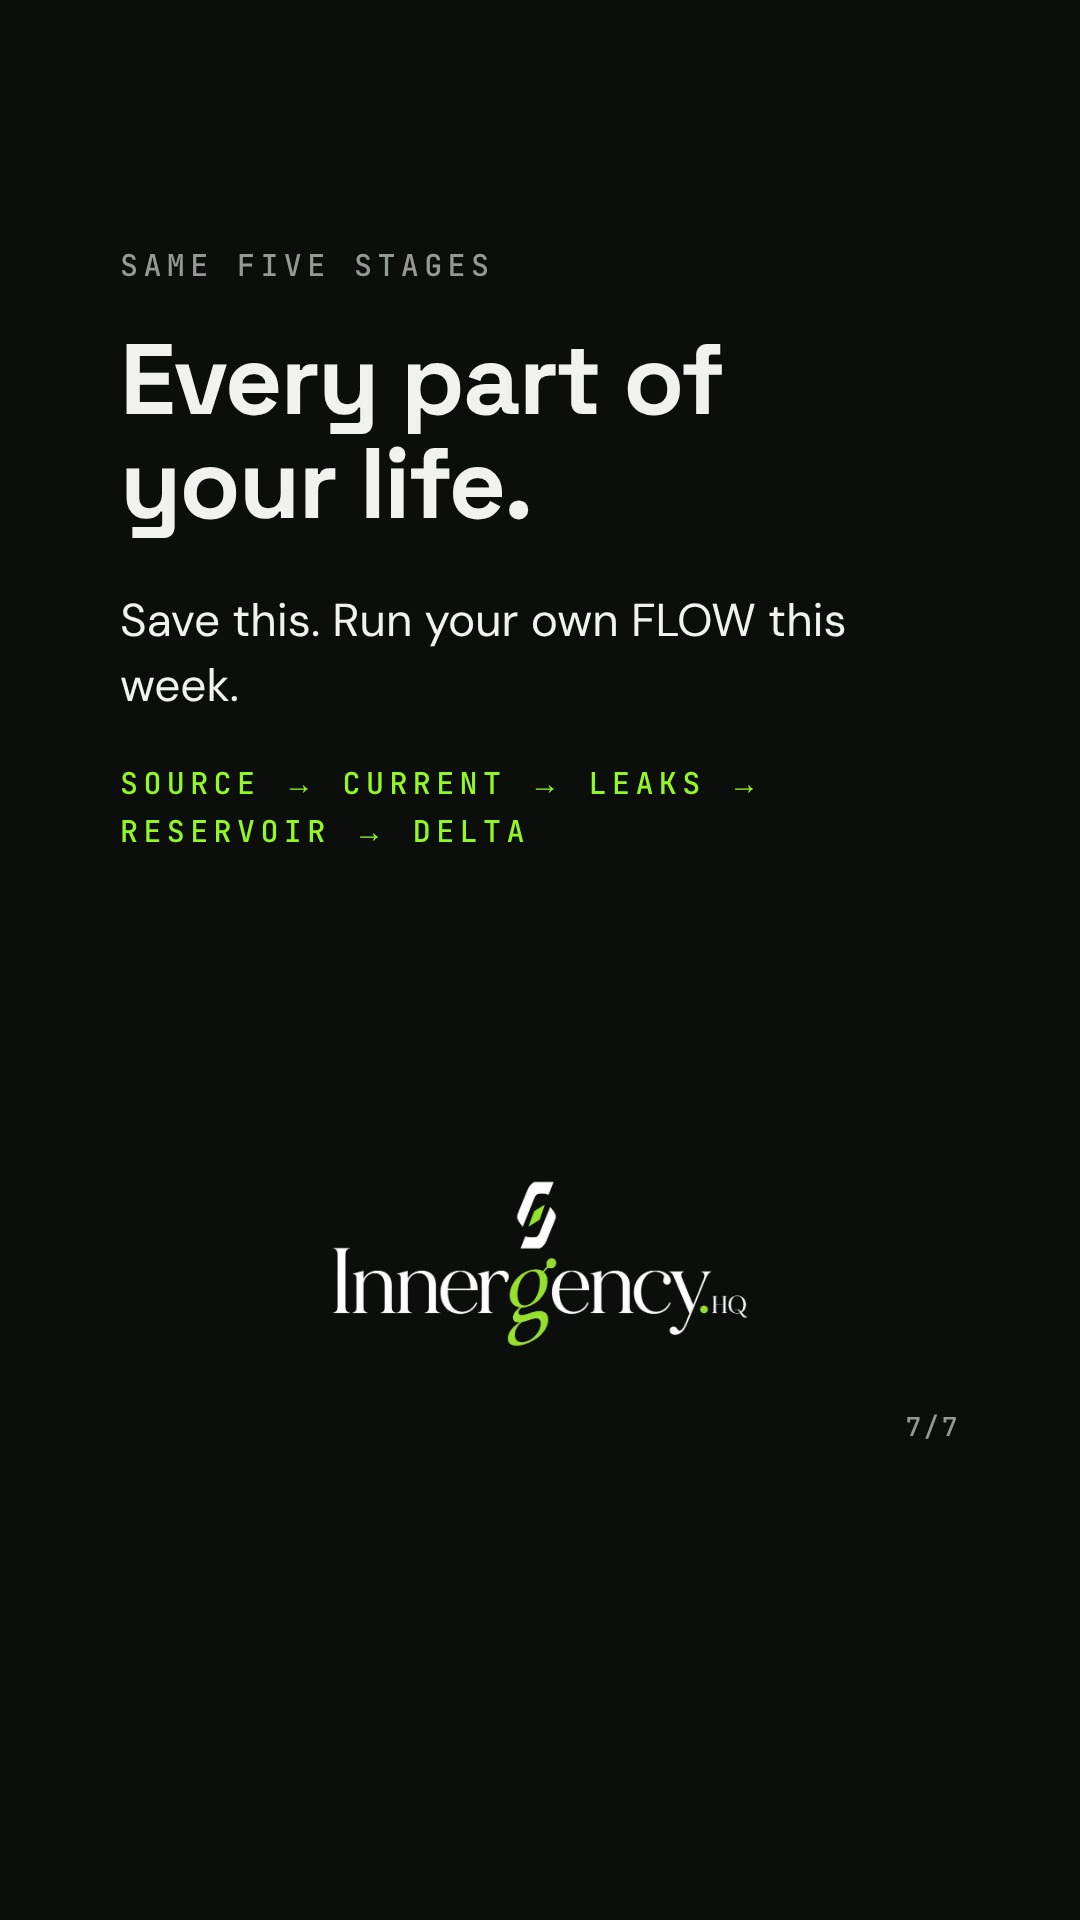 SAME FIVE STAGES
Every part of
your life.
Save this. Run your own FLOW this
week.
SOURCE → CURRENT → LEAKS →
RESERVOIR → DELTA
Innergency.HQ
7/7